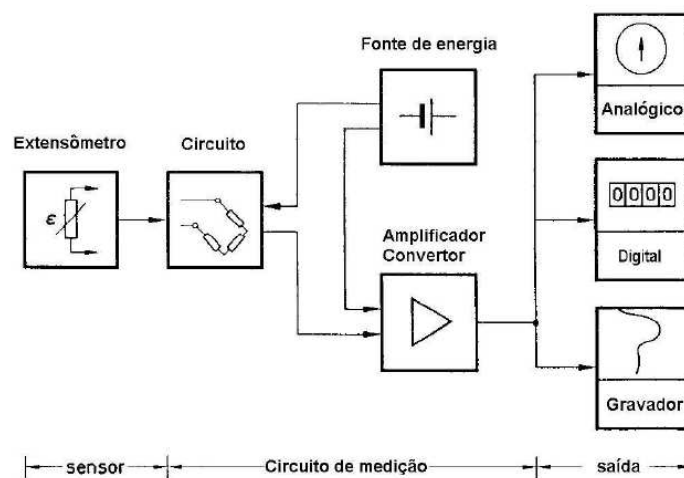 Fonte de energia
Analógico
Extensômetro
Circuito
ε
0000
Amplificador
Convertor
Digital
Gravador
sensor
Circuito de medição
saída